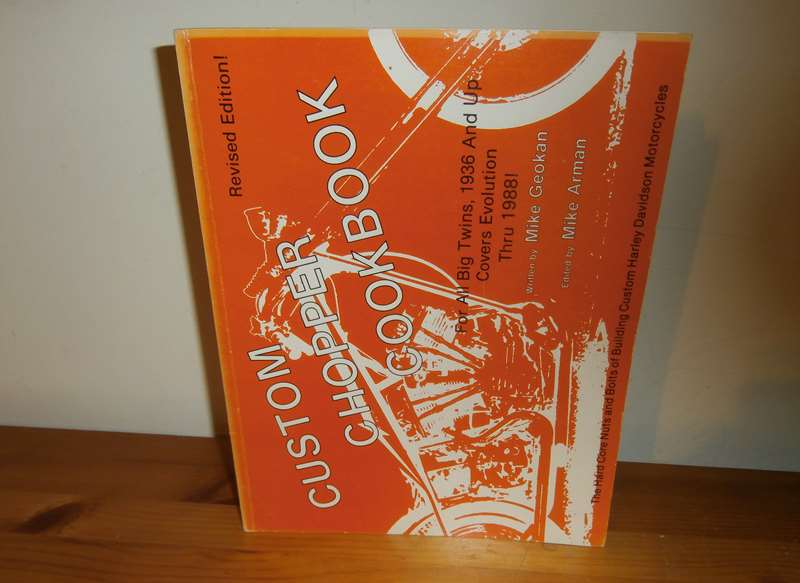 Revised Edition!
CUSTOM
CHOPPER
COOKBOOK
For All Big Twins, 1936 And Up
Covers Evolution
Thru 1988!
Written by Mike Geokan
Edited by Mike Arman
The Hard Core Nuts and Bolts of Building Custom Harley Davidson Motorcycles